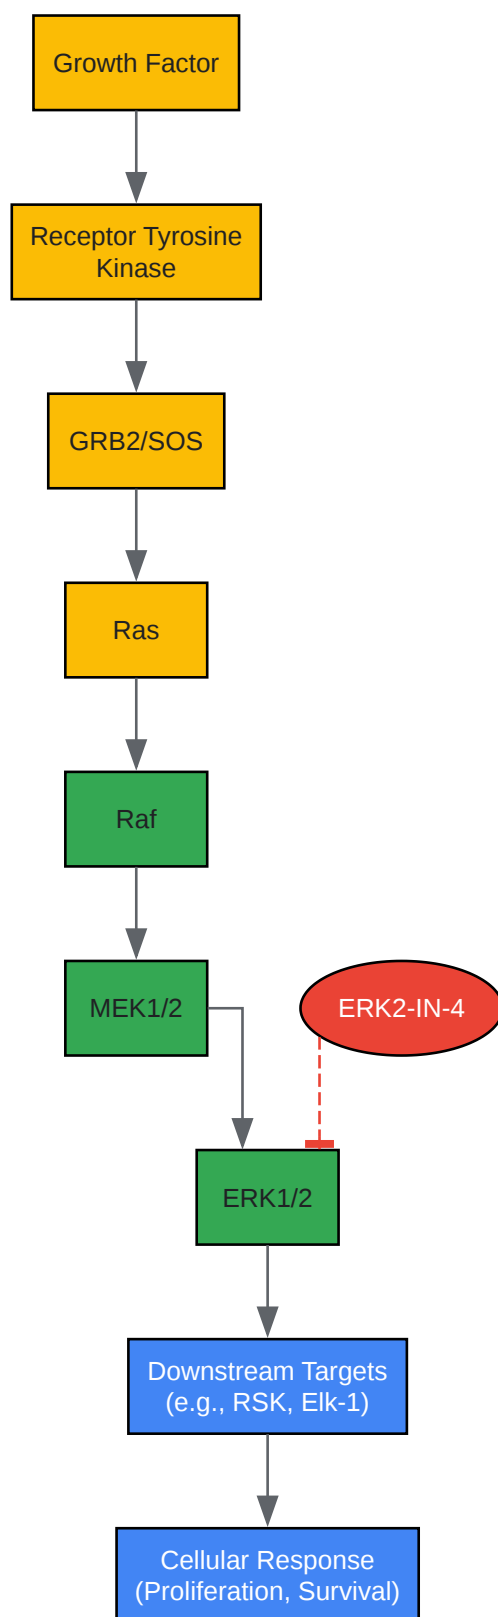 Growth Factor
Receptor Tyrosine
Kinase
GRB2/SOS
Ras
Raf
MEK1/2
ERK2-IN-4
ERK1/2
Downstream Targets
(e.g., RSK, Elk-1)
Cellular Response
(Proliferation, Survival)